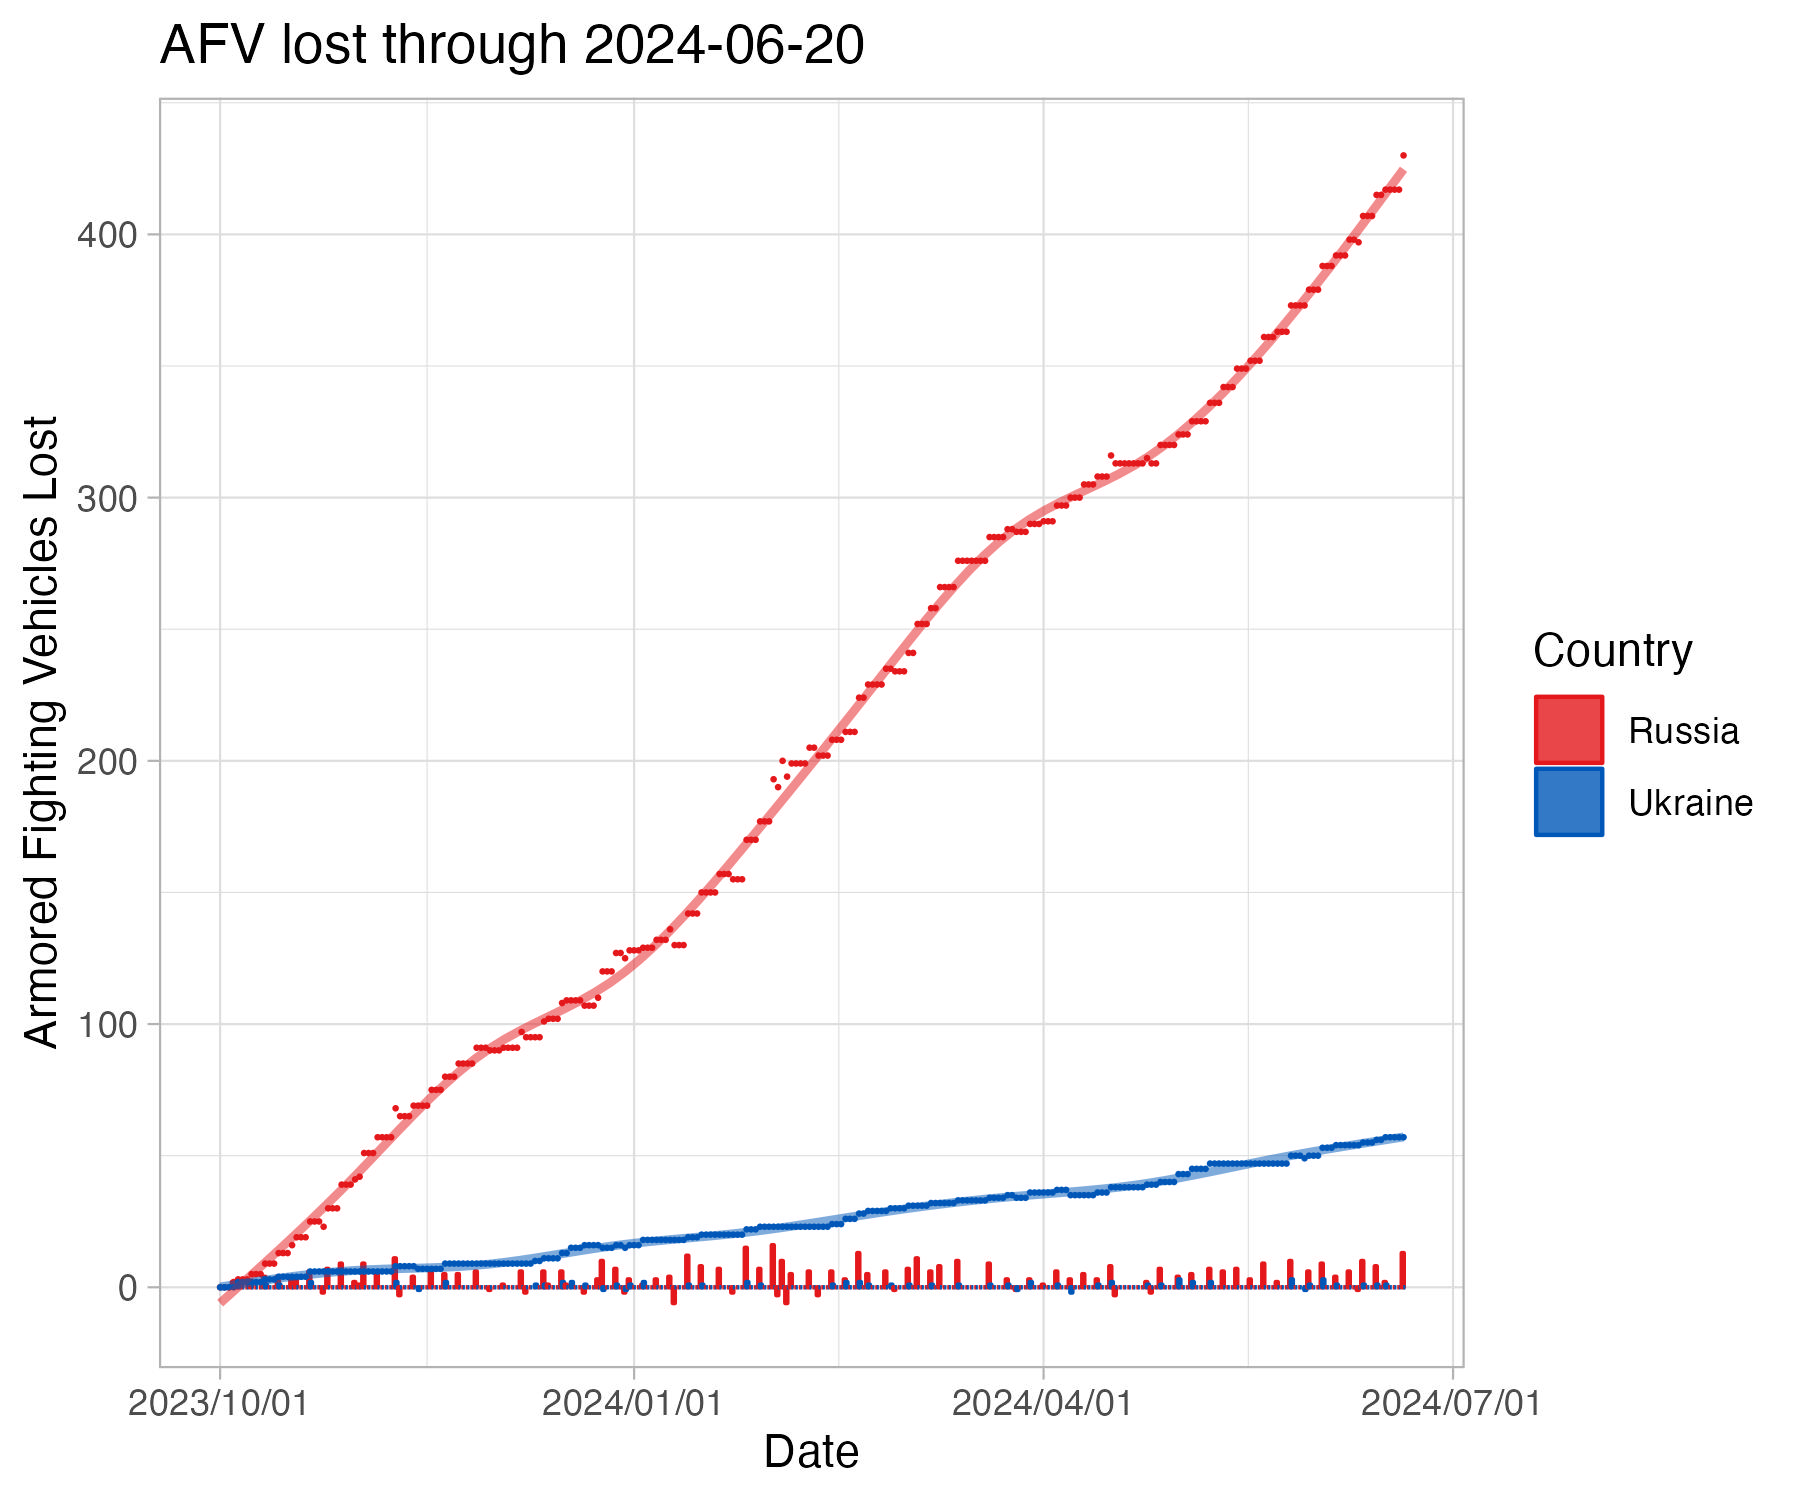 AFV lost through 2024-06-20
Armored Fighting Vehicles Lost
400
300
200
100
0
2023/10/01
2024/01/01
2024/04/01
2024/07/01
Date
Country
Russia
Ukraine